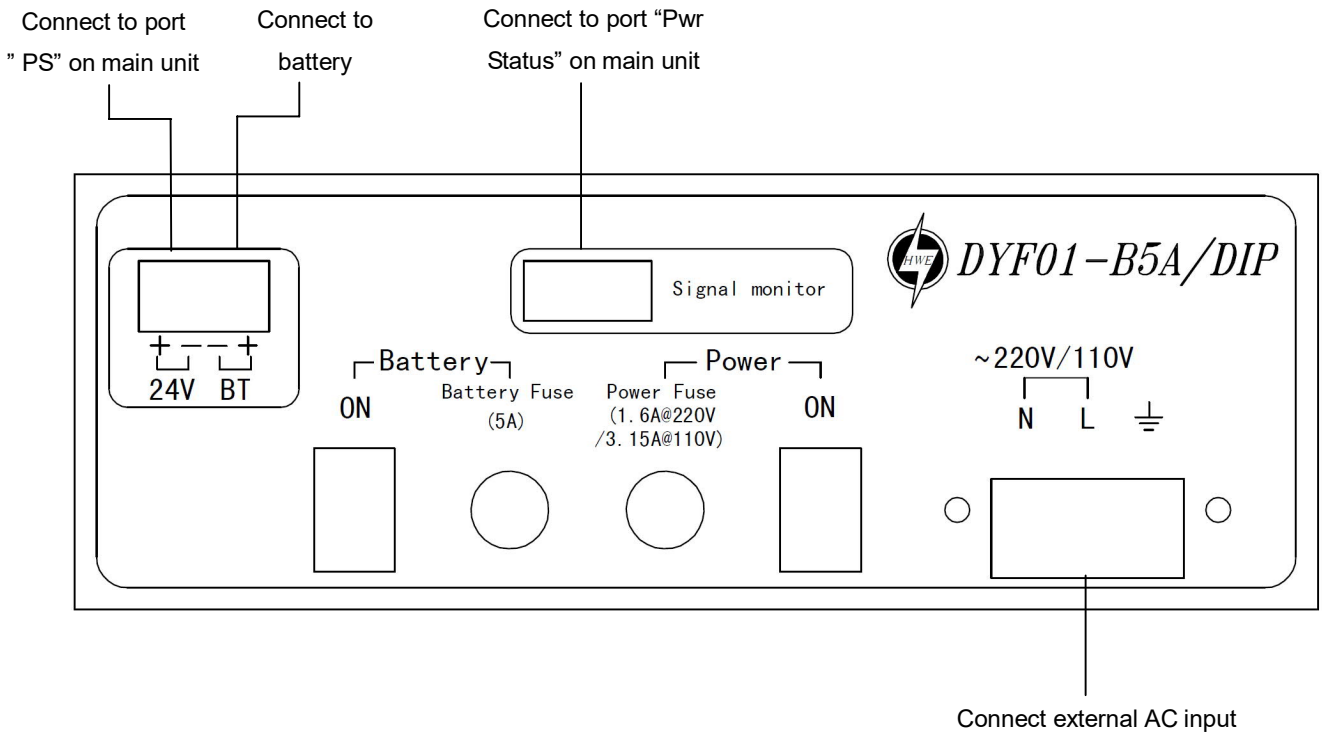 Connect to port
” PS” on main unit
Connect to
battery
Connect to port “Pwr
Status” on main unit
HWE
DYF01-B5A/DIP
Signal monitor
+ - - +
24V BT
Battery
ON
Battery Fuse
(5A)
Power
Power Fuse
(1.6A@220V
/3.15A@110V)
ON
~220V/110V
N L
Connect external AC input